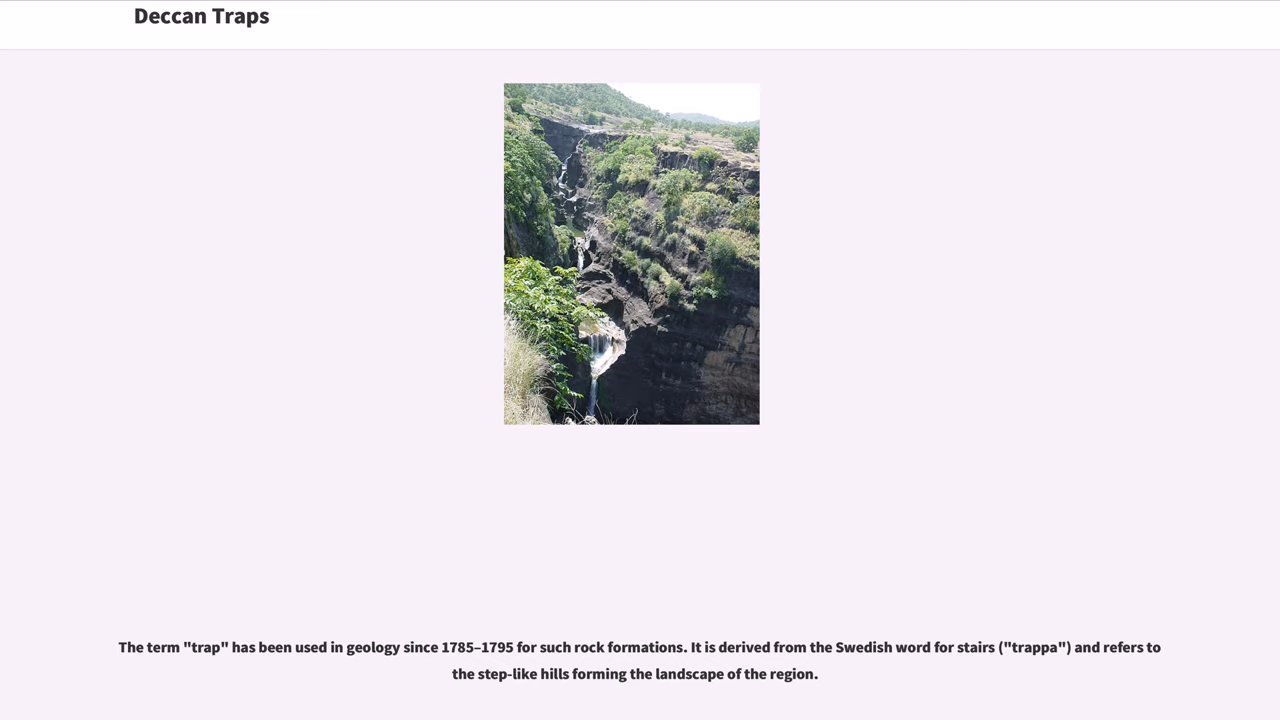 Deccan Traps
The term "trap" has been used in geology since 1785–1795 for such rock formations. It is derived from the Swedish word for stairs ("trappa") and refers to
the step-like hills forming the landscape of the region.